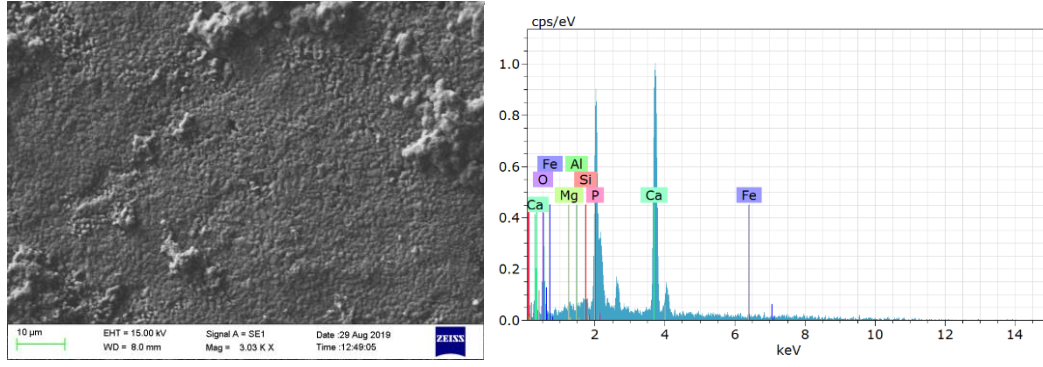 10 µm
EHT = 15.00 kV
Signal A = SE1
Date :29 Aug 2019
WD = 8.0 mm
Mag = 3.03 K X
Time :12:49:05
ZEISS
cps/eV
1.0
0.8
0.6
0.4
0.2
0.0
Fe Al
O Si
Ca Mg P Ca Fe
2 4 6 8 10 12 14
keV